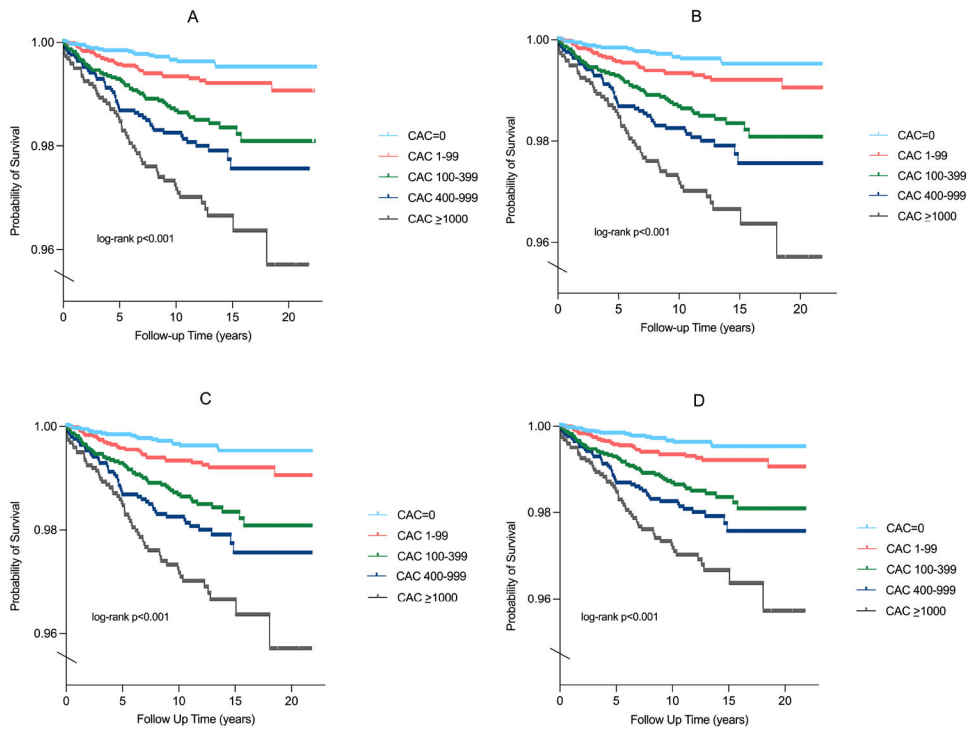 A
1.00
0.98
0.96
Probability of Survival
log-rank p<0.001
0
5
10
15
20
Follow-up Time (years)
CAC=0
CAC 1-99
CAC 100-399
CAC 400-999
CAC ≥1000
B
1.00
0.98
0.96
Probability of Survival
log-rank p<0.001
0
5
10
15
20
Follow-up Time (years)
CAC=0
CAC 1-99
CAC 100-399
CAC 400-999
CAC ≥1000
C
1.00
0.98
0.96
Probability of Survival
log-rank p<0.001
0
5
10
15
20
Follow Up Time (years)
CAC=0
CAC 1-99
CAC 100-399
CAC 400-999
CAC ≥1000
D
1.00
0.98
0.96
Probability of Survival
log-rank p<0.001
0
5
10
15
20
Follow Up Time (years)
CAC=0
CAC 1-99
CAC 100-399
CAC 400-999
CAC ≥1000